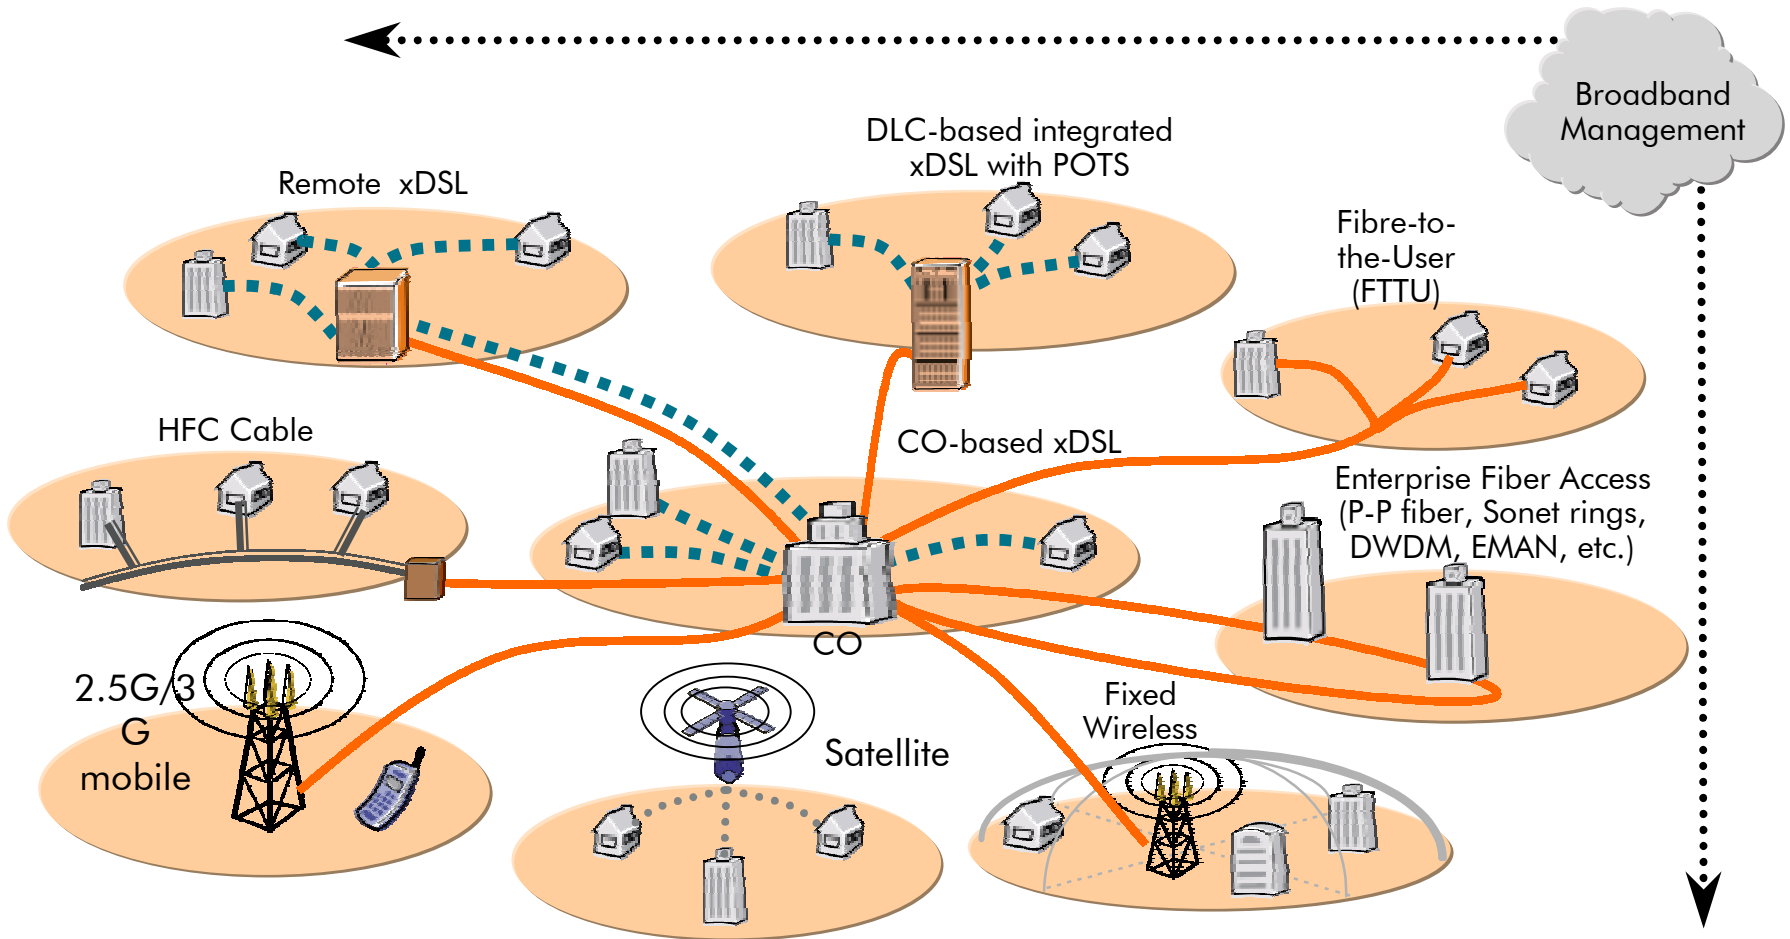 Broadband
Management
DLC-based integrated
xDSL with POTS
Remote xDSL
Fibre-to-
the-User
(FTTU)
HFC Cable
CO-based xDSL
Enterprise Fiber Access
(P-P fiber, Sonet rings,
DWDM, EMAN, etc.)
CO
2.5G/3
G
mobile
Satellite
Fixed
Wireless